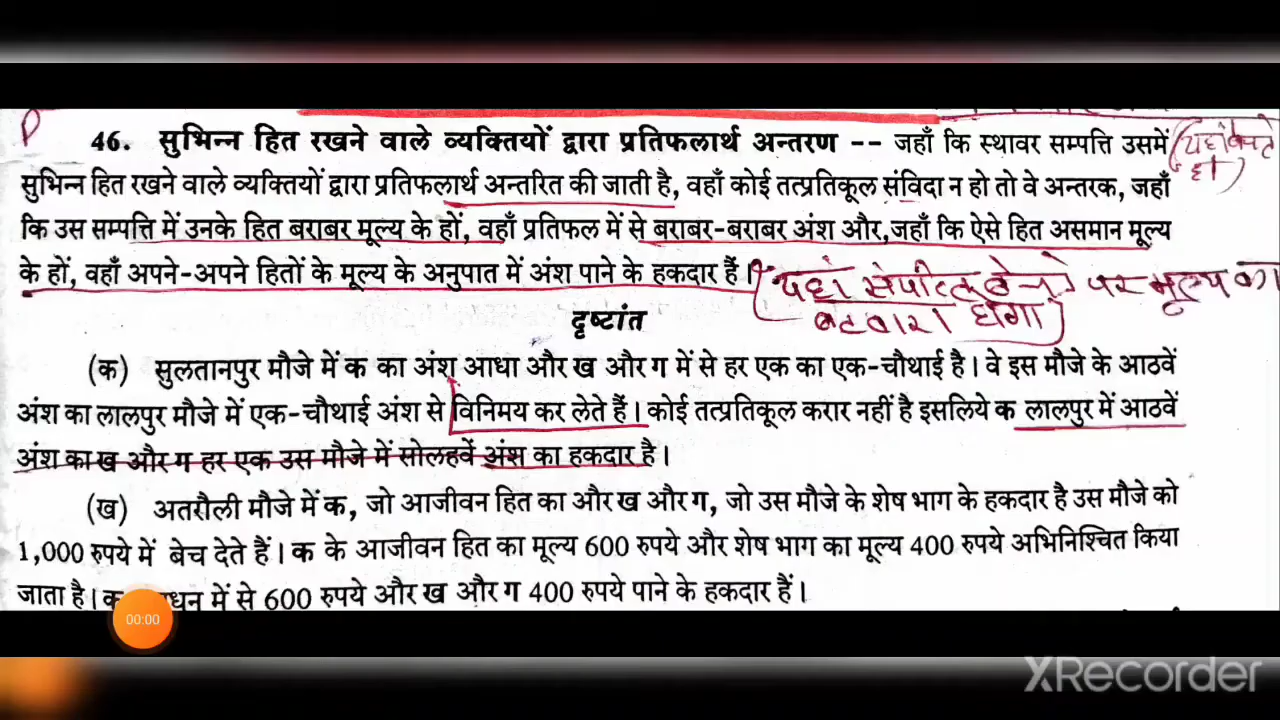 46. सुभिन्न हित रखने वाले व्यक्तियों द्वारा प्रतिफलार्थ अन्तरण -- जहाँ कि स्थावर सम्पत्ति उसमें
सुभिन्न हित रखने वाले व्यक्तियों द्वारा प्रतिफलार्थ अन्तरित की जाती है, वहाँ कोई तत्प्रतिकूल संविदा न हो तो वे अन्तरक, जहाँ
कि उस सम्पत्ति में उनके हित बराबर मूल्य के हों, वहाँ प्रतिफल में से बराबर-बराबर अंश और, जहाँ कि ऐसे हित असमान मूल्य
के हों, वहाँ अपने-अपने हितों के मूल्य के अनुपात में अंश पाने के हकदार हैं।
पर मूल्य का
बटवारा होगा
दृष्टांत
(क) सुलतानपुर मौजे में क का अंश आधा और ख और ग में से हर एक का एक-चौथाई है। वे इस मौजे के आठवें
अंश का लालपुर मौजे में एक-चौथाई अंश से विनिमय कर लेते हैं। कोई तत्प्रतिकूल करार नहीं है इसलिये क लालपुर में आठवें
अंश का ख और ग हर एक उस मौजे में सोलहवें अंश का हकदार है।
(ख) अतरौली मौजे में क, जो आजीवन हित का और ख और ग, जो उस मौजे के शेष भाग के हकदार है उस मौजे को
1,000 रुपये में बेच देते हैं। क के आजीवन हित का मूल्य 600 रुपये और शेष भाग का मूल्य 400 रुपये अभिनिश्चित किया
जाता है। क धन में से 600 रुपये और ख और ग 400 रुपये पाने के हकदार हैं।
00:00
XRecorder